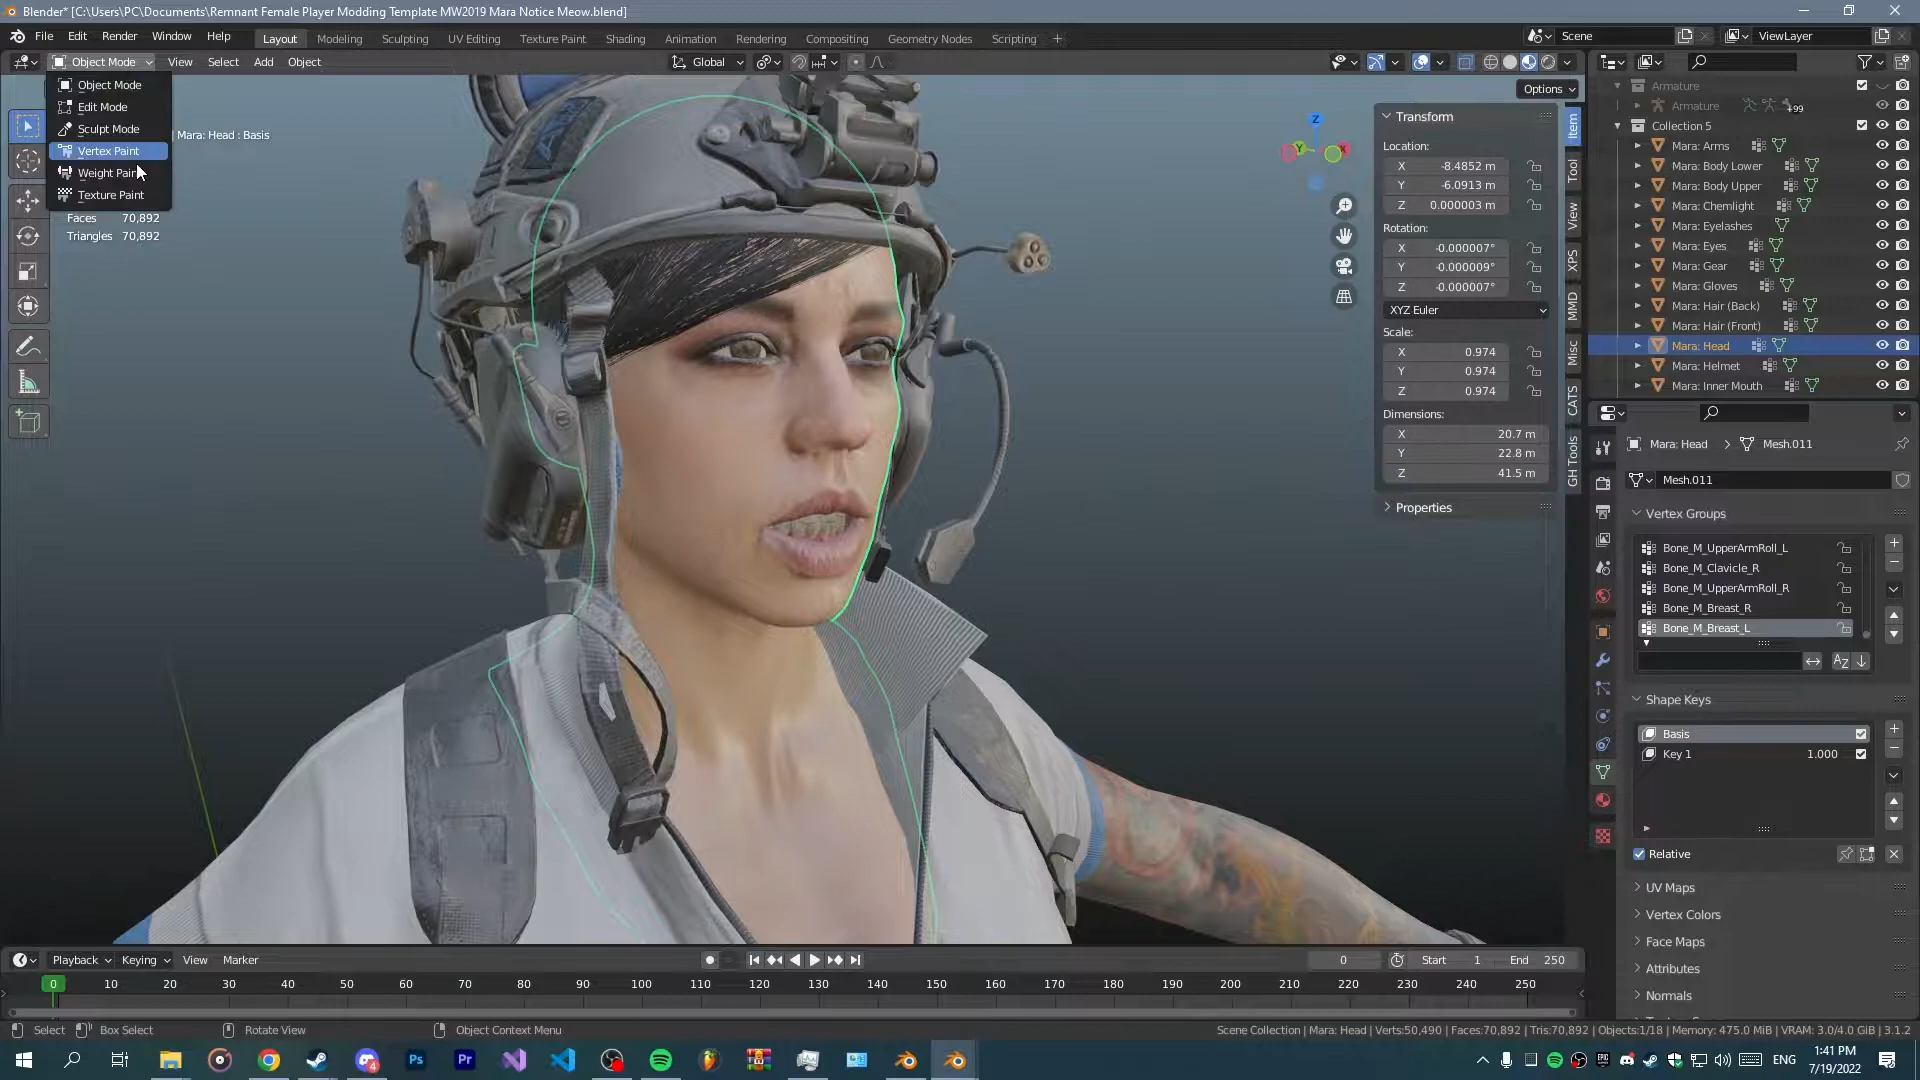 Blender* [C:\Users\PC\Documents\Remnant Female Player Modding Template MW2019 Mara Notice Meow.blend]
File Edit Render Window Help
Layout Modeling Sculpting UV Editing Texture Paint Shading Animation Rendering Compositing Geometry Nodes Scripting +
Scene
ViewLayer
Object Mode View Select Add Object
Global
Options
Object Mode
Edit Mode
Sculpt Mode
Vertex Paint
Weight Paint
Texture Paint
Mara: Head : Basis
Faces 70,892
Triangles 70,892
Transform
Location:
X -8.4852 m
Y -6.0913 m
Z 0.000003 m
Rotation:
X -0.000007°
Y -0.000009°
Z -0.000007°
XYZ Euler
Scale:
X 0.974
Y 0.974
Z 0.974
Dimensions:
X 20.7 m
Y 22.8 m
Z 41.5 m
Properties
Item
Tool
View
XPS
MMD
Misc
CATS
GH Tools
Z
Y
X
Armature
Armature +99
Collection 5
Mara: Arms
Mara: Body Lower
Mara: Body Upper
Mara: Chemlight
Mara: Eyelashes
Mara: Eyes
Mara: Gear
Mara: Gloves
Mara: Hair (Back)
Mara: Hair (Front)
Mara: Head
Mara: Helmet
Mara: Inner Mouth
Mara: Head > Mesh.011
Mesh.011
Vertex Groups
Bone_M_UpperArmRoll_L
Bone_M_Clavicle_R
Bone_M_UpperArmRoll_R
Bone_M_Breast_R
Bone_M_Breast_L
AZ
Shape Keys
Basis
Key 1 1.000
Relative
UV Maps
Vertex Colors
Face Maps
Attributes
Normals
Playback Keying View Marker
0 Start 1 End 250
0 10 20 30 40 50 60 70 80 90 100 110 120 130 140 150 160 170 180 190 200 210 220 230 240 250
Select Box Select Rotate View Object Context Menu
Scene Collection | Mara: Head | Verts:50,490 | Faces:70,892 | Tris:70,892 | Objects:1/18 | Memory: 475.0 MiB | VRAM: 3.0/4.0 GiB | 3.1.2
4
Ps
Pr
ENG
1:41 PM
7/19/2022